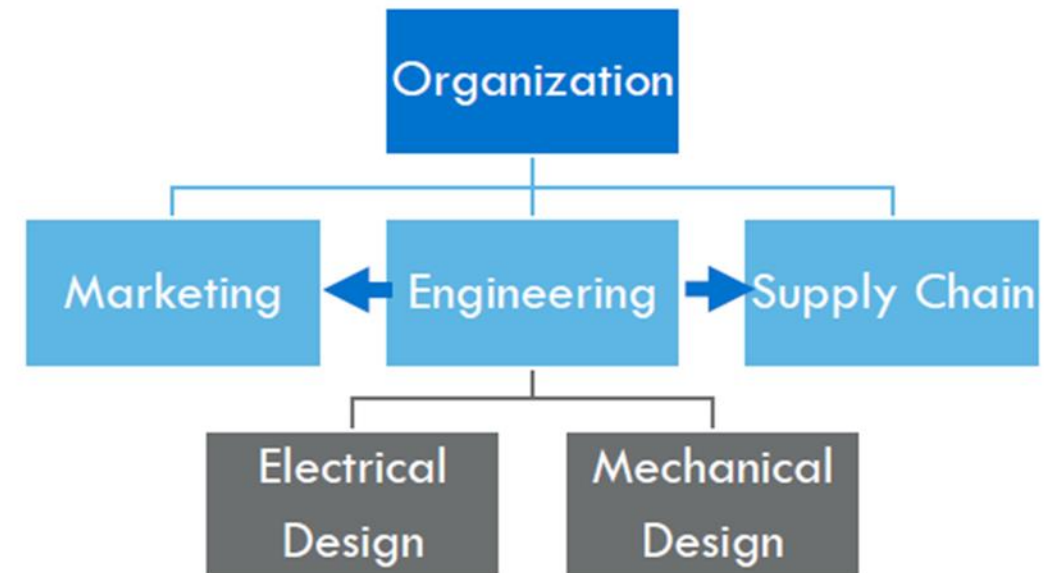 Organization
Marketing
Engineering
Supply Chain
Electrical
Design
Mechanical
Design